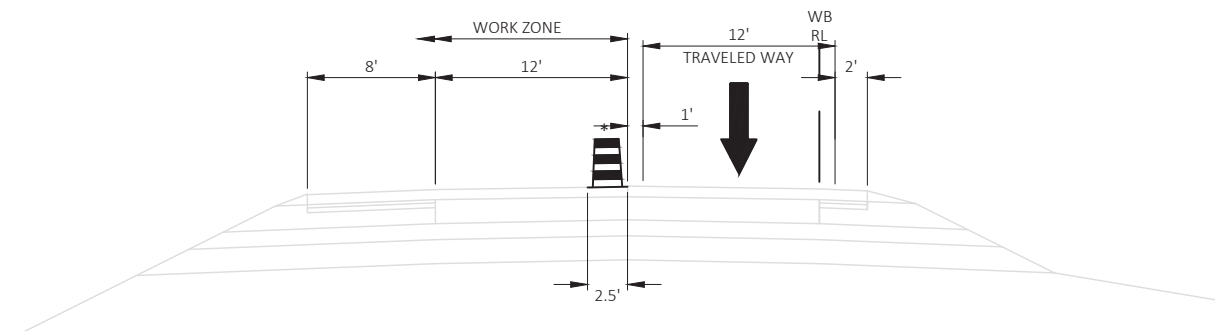 WB
RL
WORK ZONE
12'
TRAVELED WAY
8'
12'
2'
1'
*
2.5'